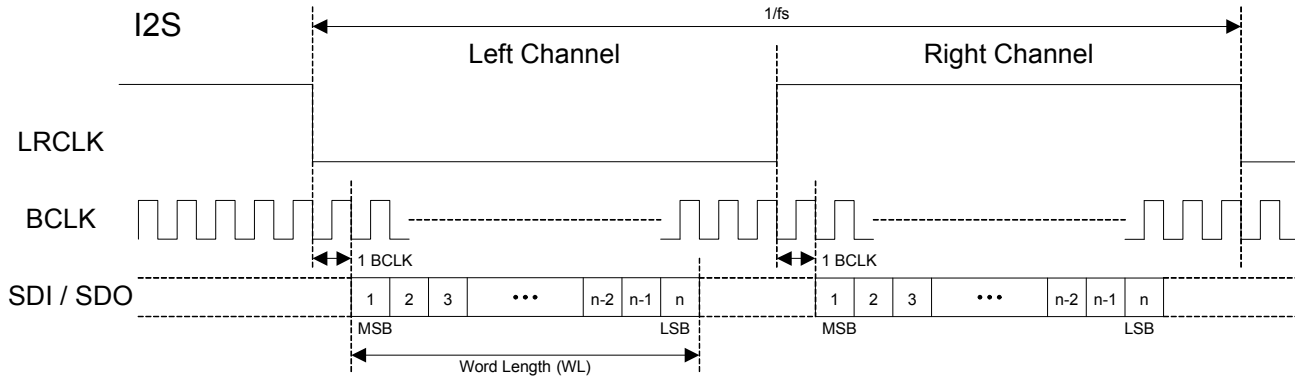 I2S
1/fs
Left Channel
Right Channel
LRCLK
BCLK
1 BCLK
1 BCLK
SDI / SDO
1 2 3 ••• n-2 n-1 n
1 2 3 ••• n-2 n-1 n
MSB
LSB
MSB
LSB
Word Length (WL)